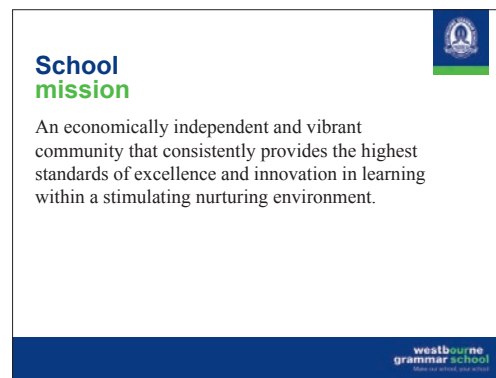 School
mission
An economically independent and vibrant
community that consistently provides the highest
standards of excellence and innovation in learning
within a stimulating nurturing environment.
westbourne
grammar school